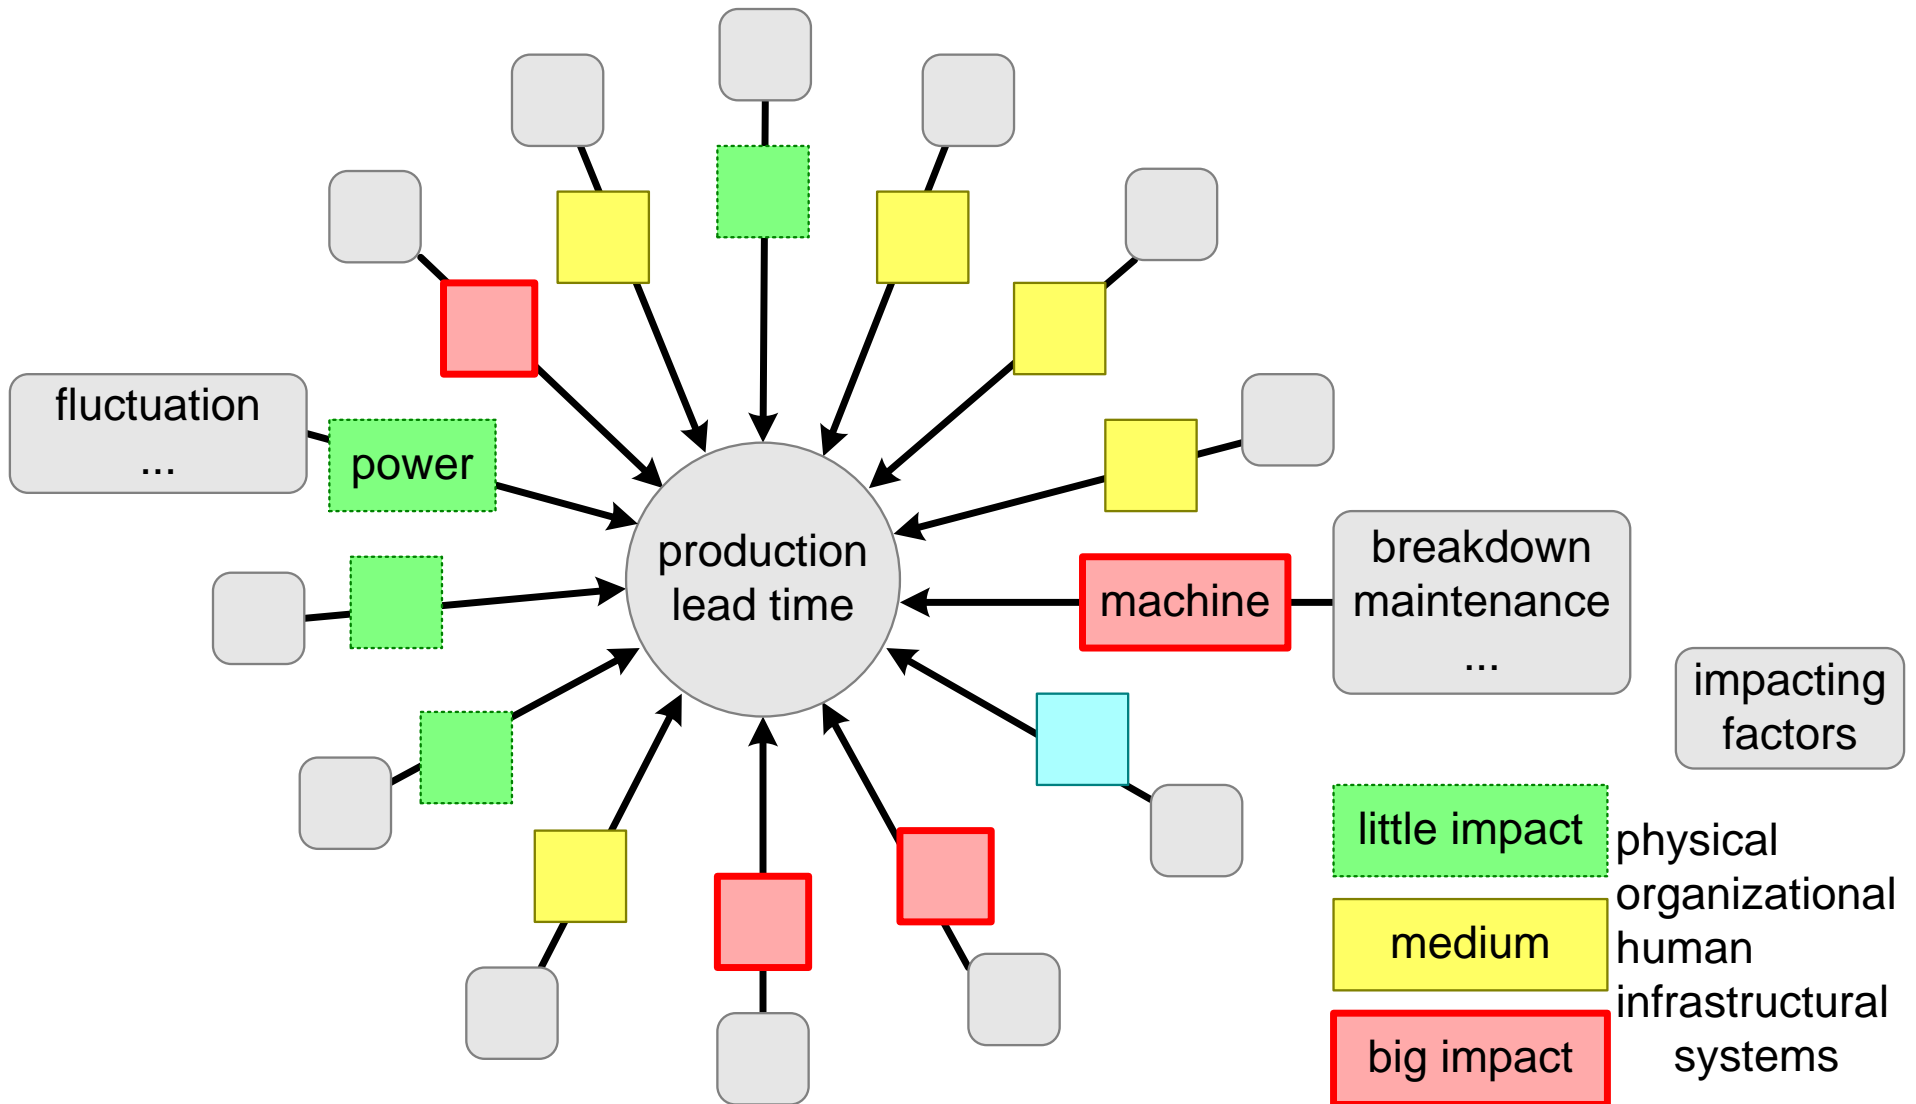 fluctuation
...
power
production
lead time
machine
breakdown
maintenance
...
impacting
factors
little impact
medium
big impact
physical
organizational
human
infrastructural
systems